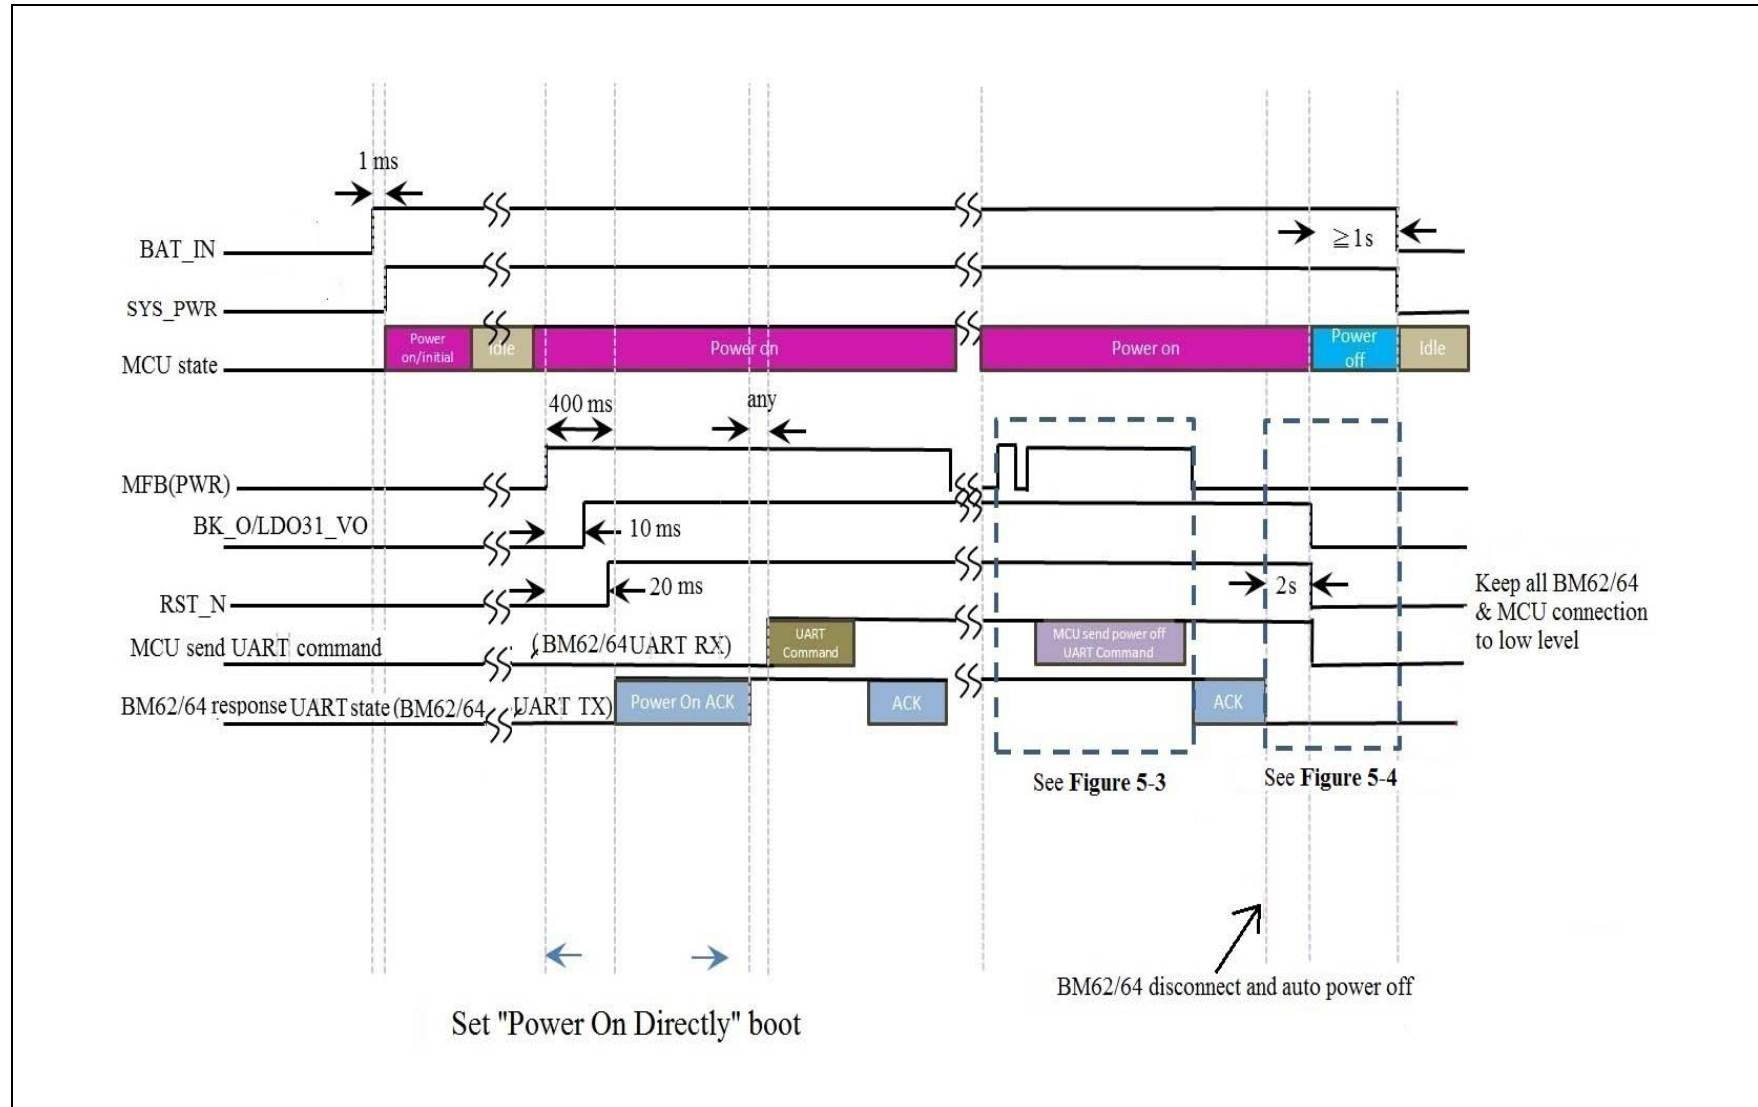 1 ms
BAT_IN
≧1s
SYS_PWR
MCU state
Power
on/initial
Idle
Power on
Power on
Power
off
Idle
400 ms
any
MFB(PWR)
BK_O/LDO31_VO
10 ms
RST_N
20 ms
2s
Keep all BM62/64
& MCU connection
to low level
MCU send UART command (BM62/64 UART RX)
UART
Command
MCU send power off
UART Command
BM62/64 response UART state (BM62/64 UART TX)
Power On ACK
ACK
ACK
See Figure 5-3
See Figure 5-4
BM62/64 disconnect and auto power off
Set "Power On Directly" boot